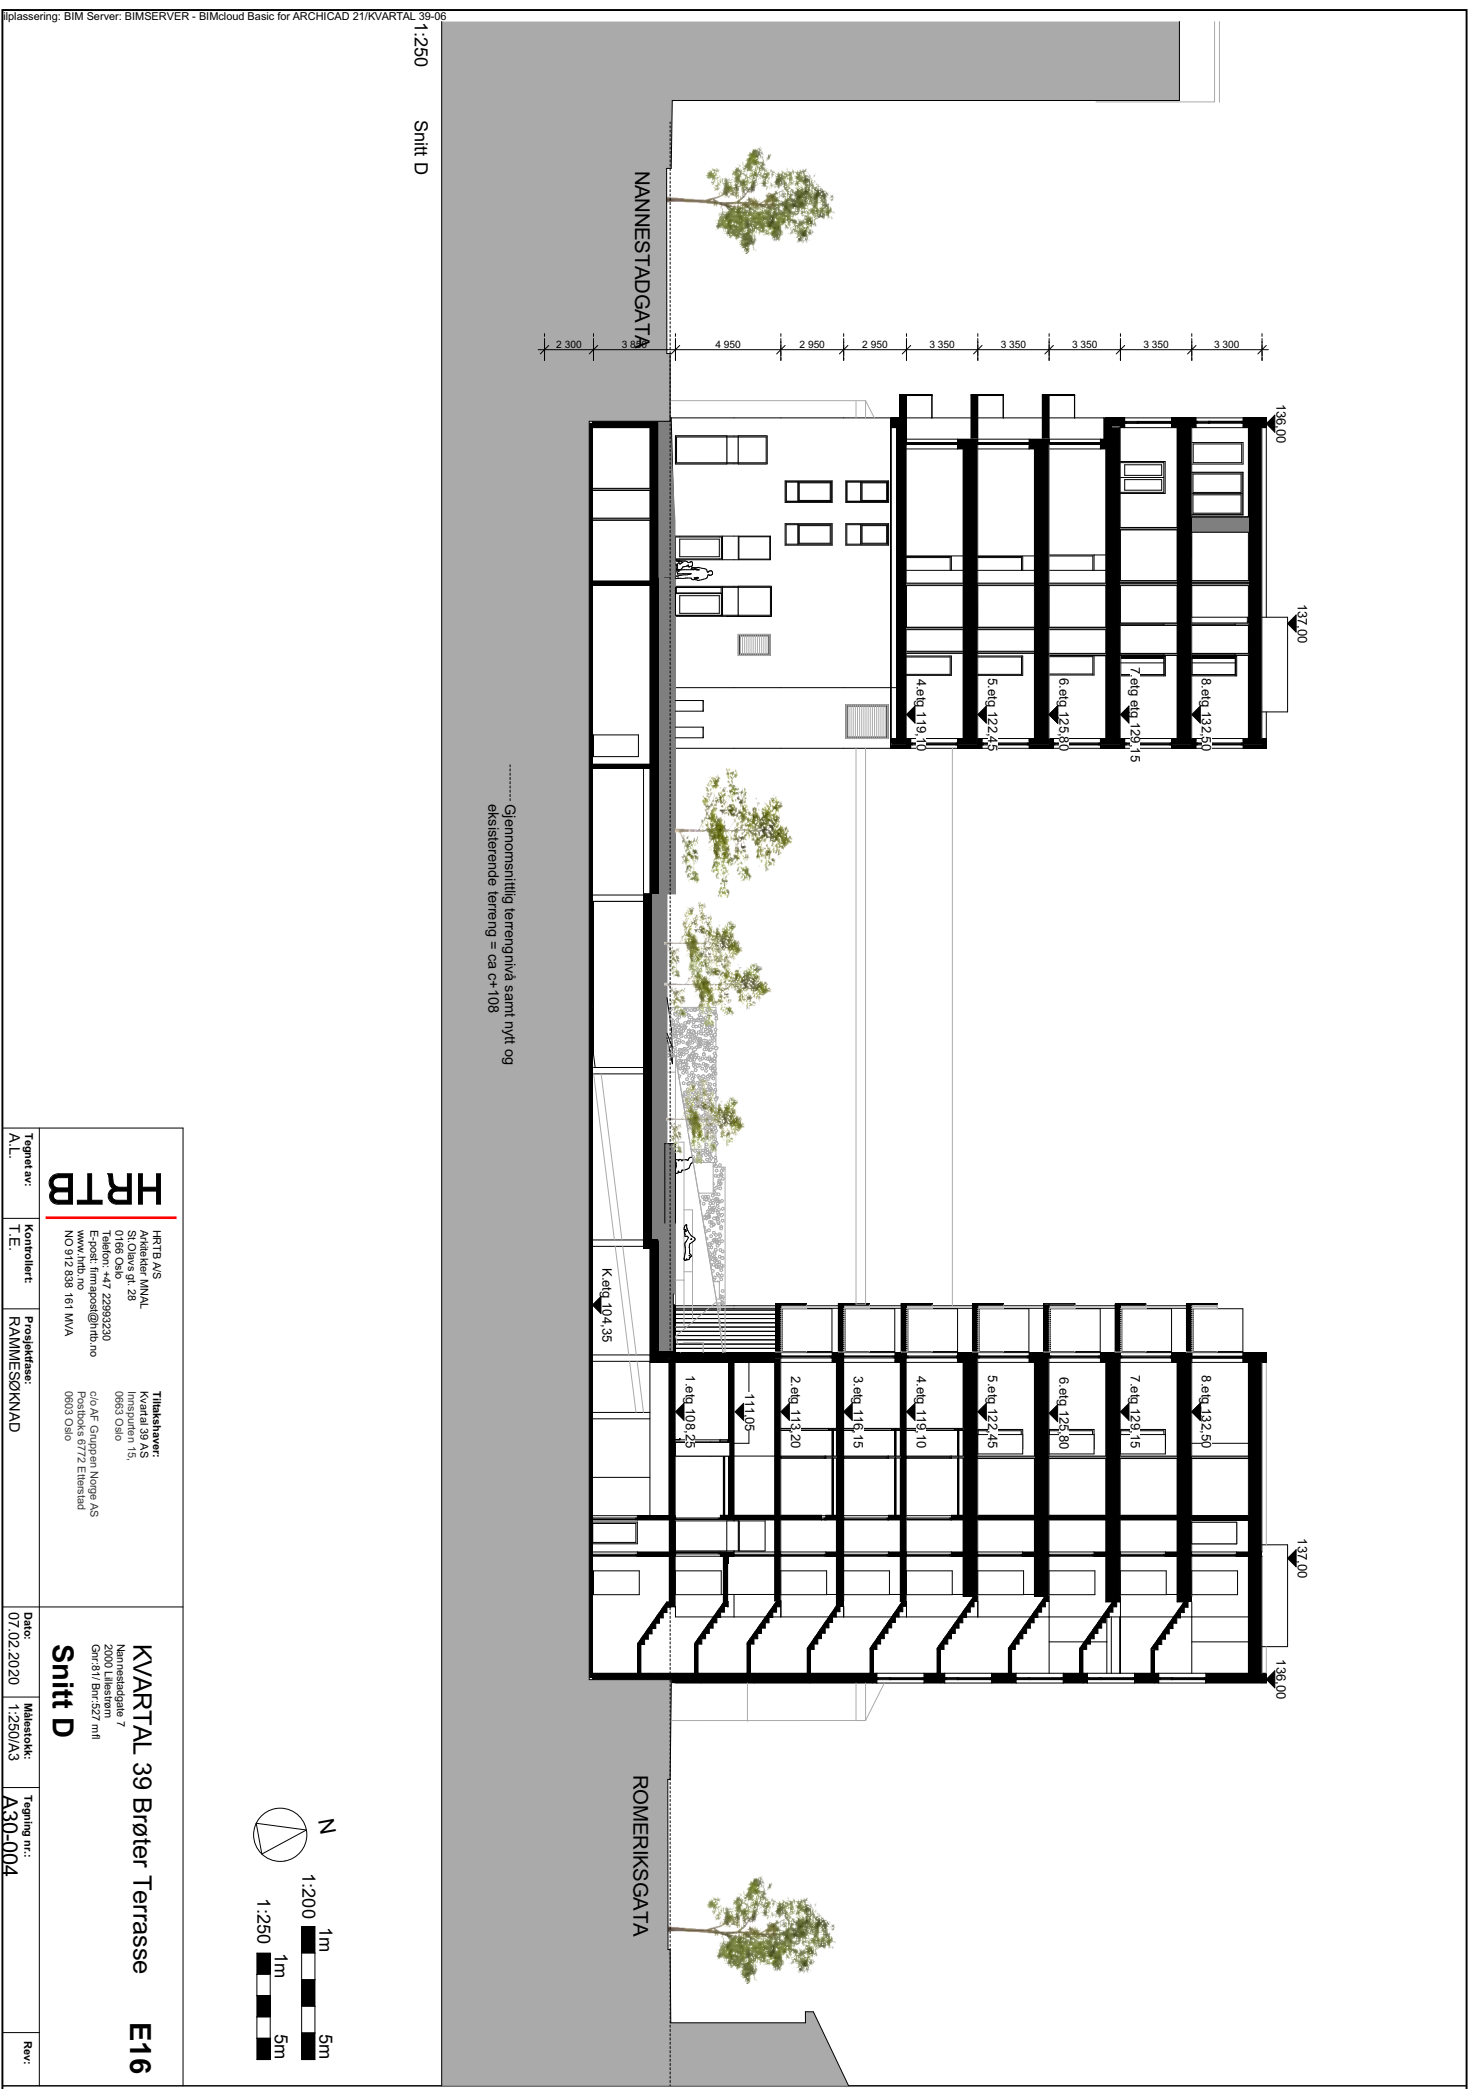 ilplassering: BIM Server: BIMSERVER - BIMcloud Basic for ARCHICAD 21/KVARTAL 39-06
136,00
137,00
137,00
136,00
3 300
3 350
3 350
3 350
3 350
2 950
2 950
4 950
3 850
2 300
8.etg 132,50
7.etg etg 129,15
6.etg 125,80
5.etg 122,45
4.etg 119,10
8.etg 132,50
7.etg 129,15
6.etg 125,80
5.etg 122,45
4.etg 119,10
3.etg 116,15
2.etg 113,20
111,05
1.etg 108,25
K.etg 104,35
NANNESTADGATA
ROMERIKSGATA
Gjennomsnittlig terrengnivå samt nytt og
eksisterende terreng = ca c+108
1:250
Snitt D
N
1:200
1m
5m
1:250
1m
5m
HRTB
HRTB A/S
Arkitekter MNAL
St.Olavs gt. 28
0166 Oslo
Telefon: +47 22993230
E-post: firmapost@hrtb.no
www.hrtb.no
NO 912 838 161 MVA
Tiltakshaver:
Kvartal 39 AS
Innspurten 15,
0663 Oslo
c/o AF Gruppen Norge AS
Postboks 6772 Etterstad
0603 Oslo
KVARTAL 39 Brøter Terrasse
E16
Nannestadgate 7
2000 Lillestrøm
Gnr:81/ Bnr:527 mfl
Snitt D
Tegnet av:
A.L.
Kontrollert:
T.E.
Prosjektfase:
RAMMESØKNAD
Dato:
07.02.2020
Målestokk:
1:250/A3
Tegning nr.:
A30-004
Rev: